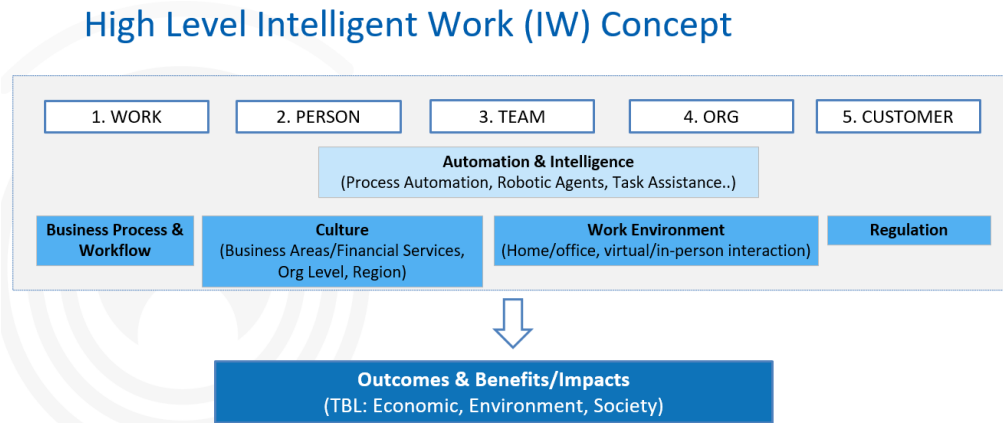 High Level Intelligent Work (IW) Concept
1. WORK
2. PERSON
3. TEAM
4. ORG
5. CUSTOMER
Automation & Intelligence
(Process Automation, Robotic Agents, Task Assistance..)
Business Process &
Workflow
Culture
(Business Areas/Financial Services,
Org Level, Region)
Work Environment
(Home/office, virtual/in-person interaction)
Regulation
Outcomes & Benefits/Impacts
(TBL: Economic, Environment, Society)